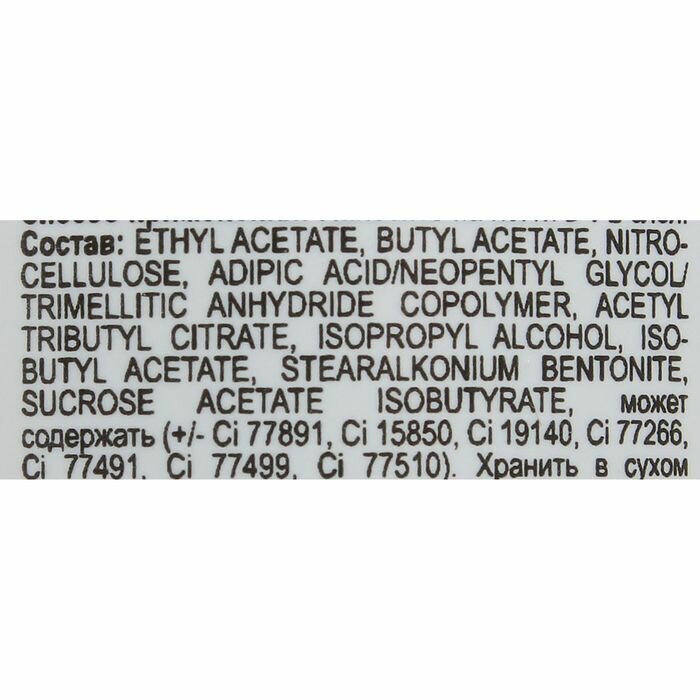 Состав: ETHYL ACETATE, BUTYL ACETATE, NITRO-
CELLULOSE, ADIPIC ACID/NEOPENTYL GLYCOL/
TRIMELLITIC ANHYDRIDE COPOLYMER, ACETYL
TRIBUTYL CITRATE, ISOPROPYL ALCOHOL, ISO-
BUTYL ACETATE, STEARALKONIUM BENTONITE,
SUCROSE ACETATE ISOBUTYRATE, может
содержать (+/- Ci 77891, Ci 15850, Ci 19140, Ci 77266,
Ci 77491, Ci 77499, Ci 77510). Хранить в сухом